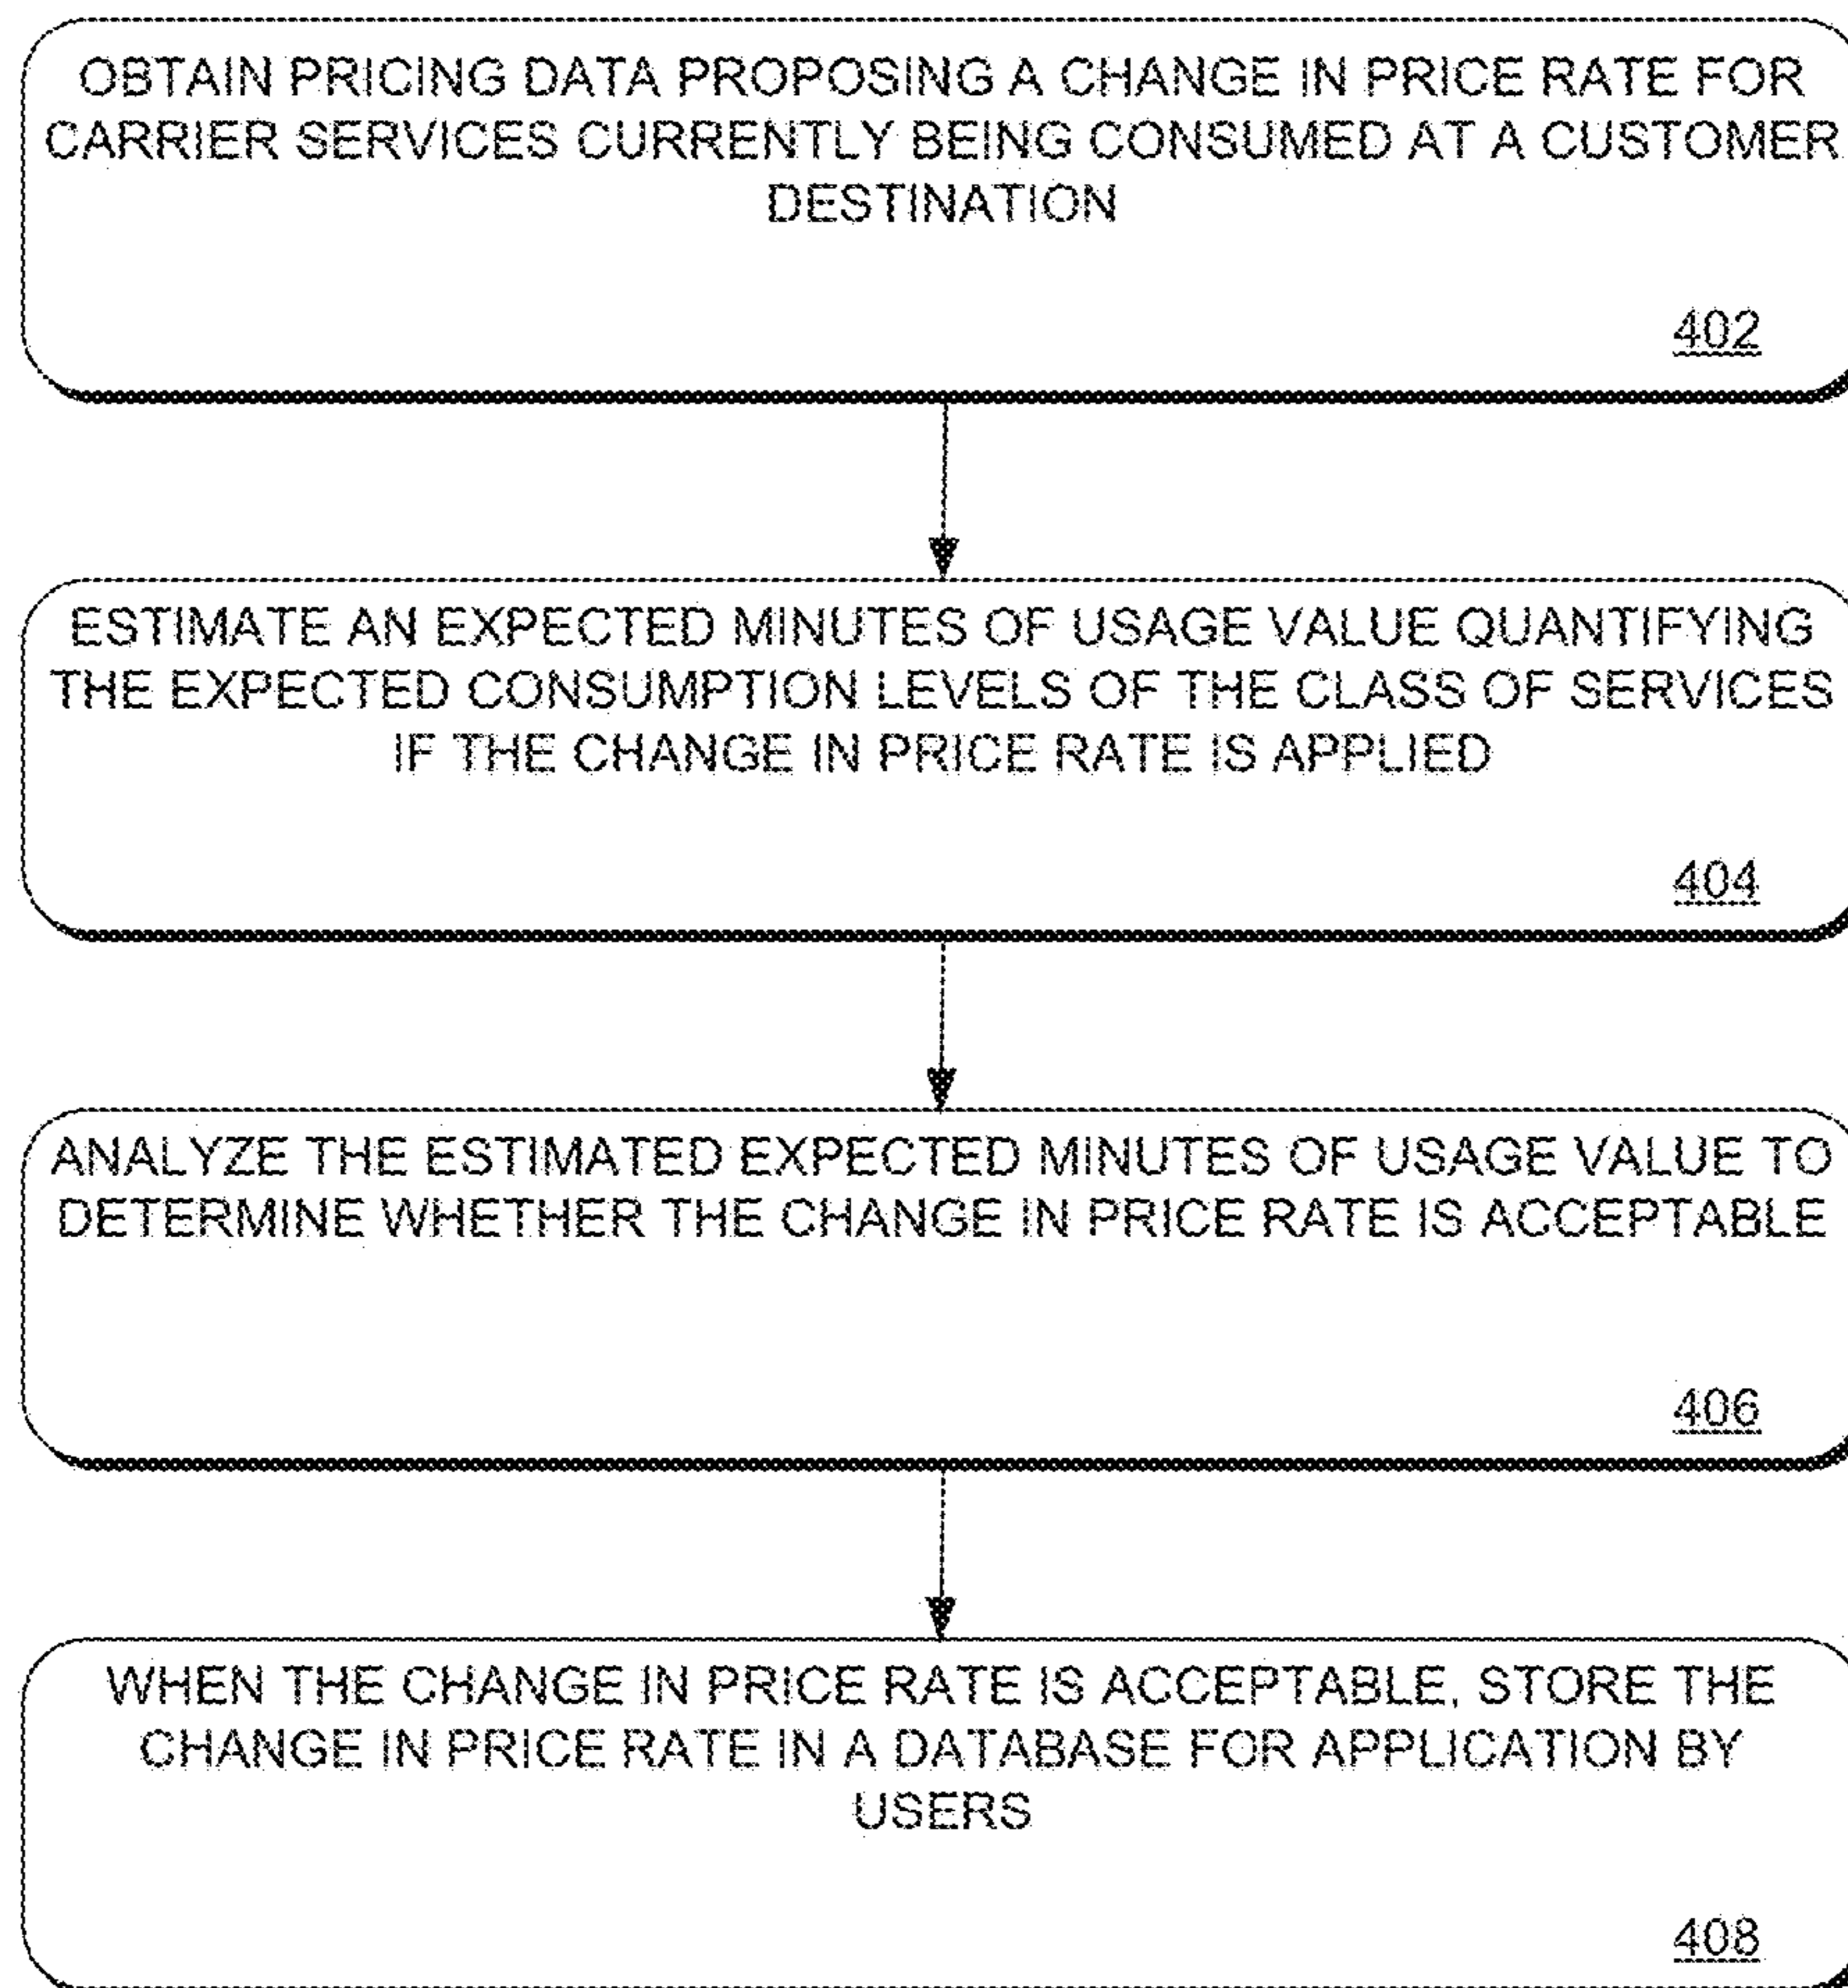 OBTAIN PRICING DATA PROPOSING A CHANGE IN PRICE RATE FOR
CARRIER SERVICES CURRENTLY BEING CONSUMED AT A CUSTOMER
DESTINATION
402
ESTIMATE AN EXPECTED MINUTES OF USAGE VALUE QUANTIFYING
THE EXPECTED CONSUMPTION LEVELS OF THE CLASS OF SERVICES
IF THE CHANGE IN PRICE RATE IS APPLIED
404
ANALYZE THE ESTIMATED EXPECTED MINUTES OF USAGE VALUE TO
DETERMINE WHETHER THE CHANGE IN PRICE RATE IS ACCEPTABLE
406
WHEN THE CHANGE IN PRICE RATE IS ACCEPTABLE, STORE THE
CHANGE IN PRICE RATE IN A DATABASE FOR APPLICATION BY
USERS
408